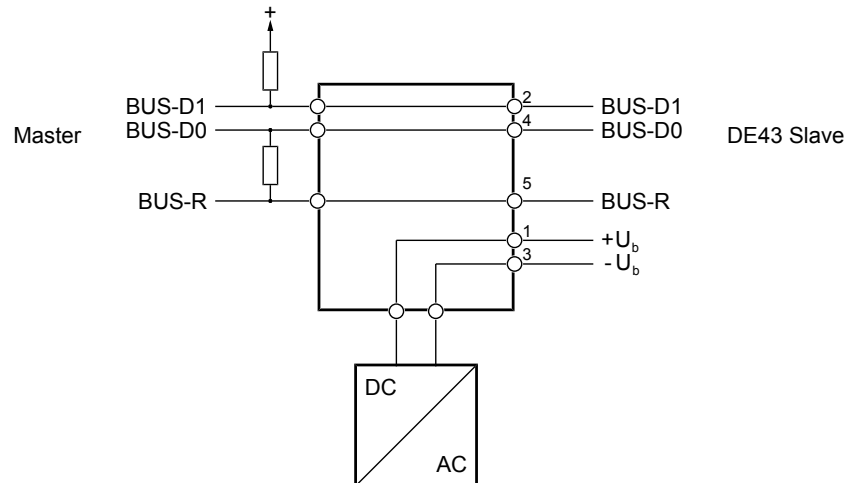 +
BUS-D1 2 BUS-D1
Master BUS-D0 4 BUS-D0 DE43 Slave
BUS-R 5 BUS-R
1 +Ub
3 -Ub
DC
AC